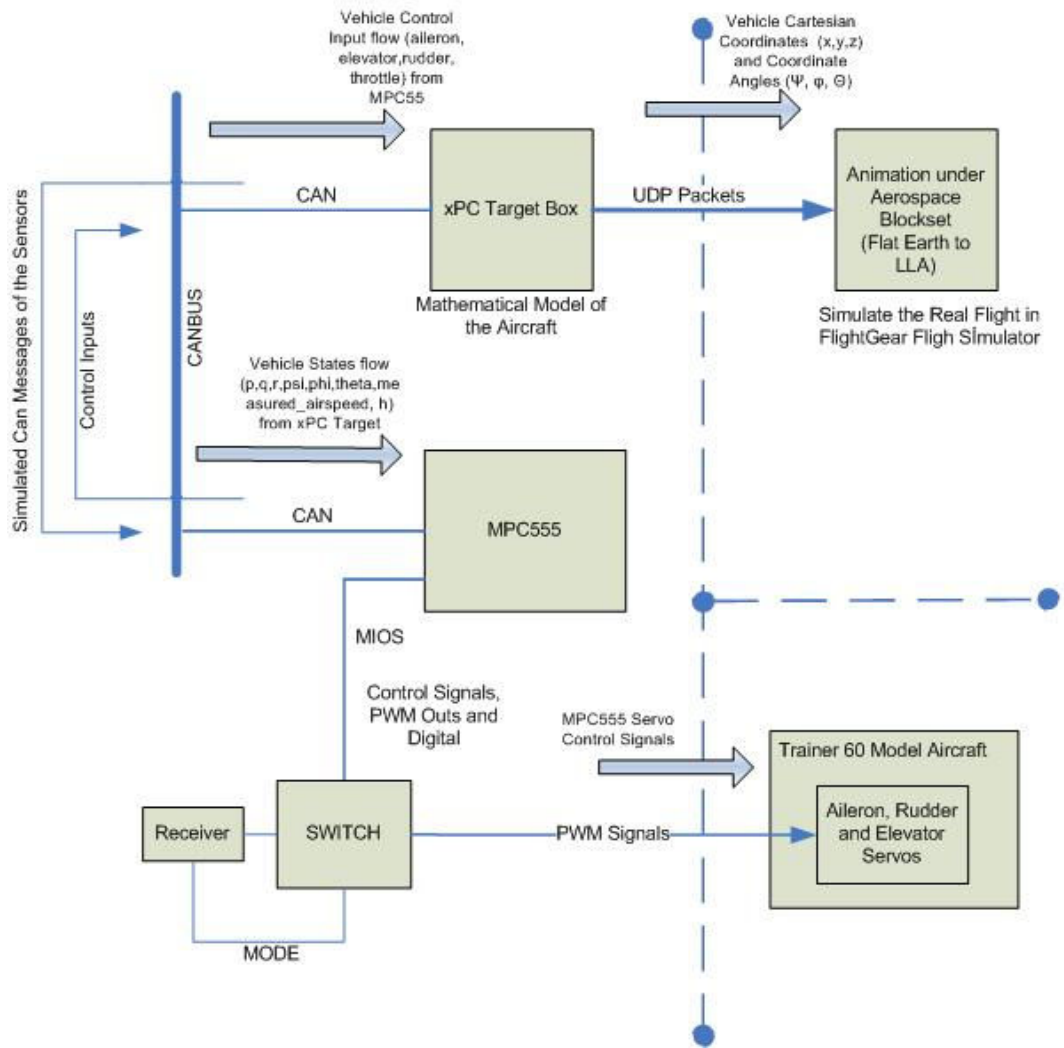 Vehicle Control
Input flow (aileron,
elevator,rudder,
throttle) from
MPC55
Vehicle Cartesian
Coordinates (x,y,z)
and Coordinate
Angles (Ψ, φ, Θ)
Simulated Can Messages of the Sensors
Control Inputs
CANBUS
CAN
xPC Target Box
UDP Packets
Animation under
Aerospace
Blockset
(Flat Earth to
LLA)
Mathematical Model of
the Aircraft
Simulate the Real Flight in
FlightGear Fligh Sİmulator
Vehicle States flow
(p,q,r,psi,phi,theta,me
asured_airspeed, h)
from xPC Target
CAN
MPC555
MIOS
Control Signals,
PWM Outs and
Digital
MPC555 Servo
Control Signals
Trainer 60 Model Aircraft
Receiver
SWITCH
PWM Signals
Aileron, Rudder
and Elevator
Servos
MODE